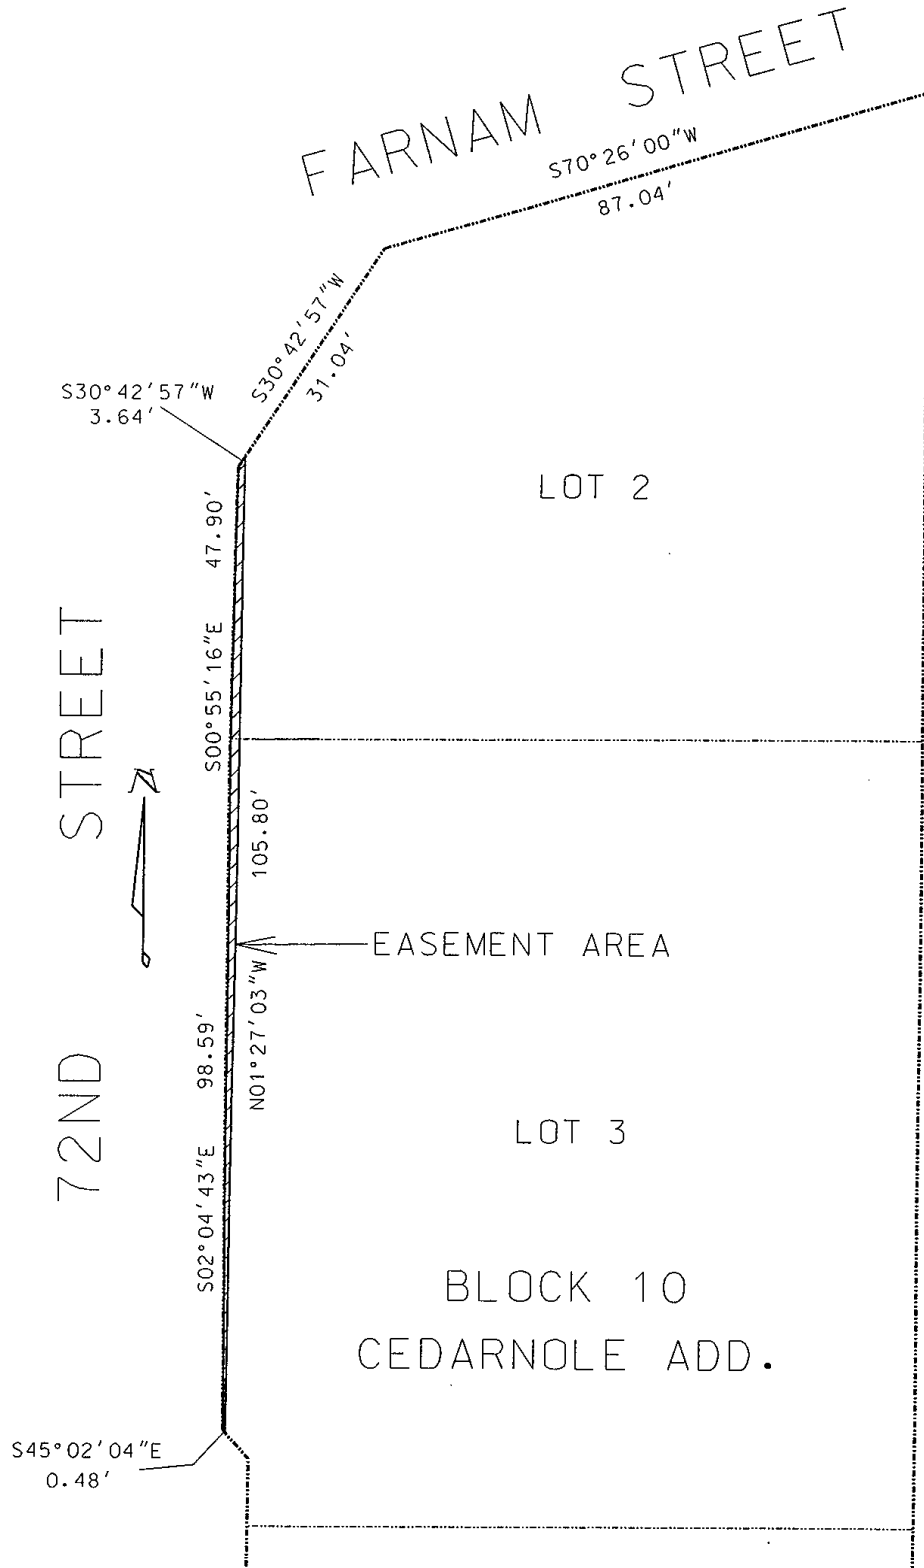 FARNAM STREET
S70°26'00"W
87.04'
S30°42'57"W
31.04'
S30°42'57"W
3.64'
LOT 2
47.90'
S00°55'16"E
72ND STREET
N
105.80'
EASEMENT AREA
N01°27'03"W
98.59'
S02°04'43"E
LOT 3
BLOCK 10
CEDARNOLE ADD.
S45°02'04"E
0.48'